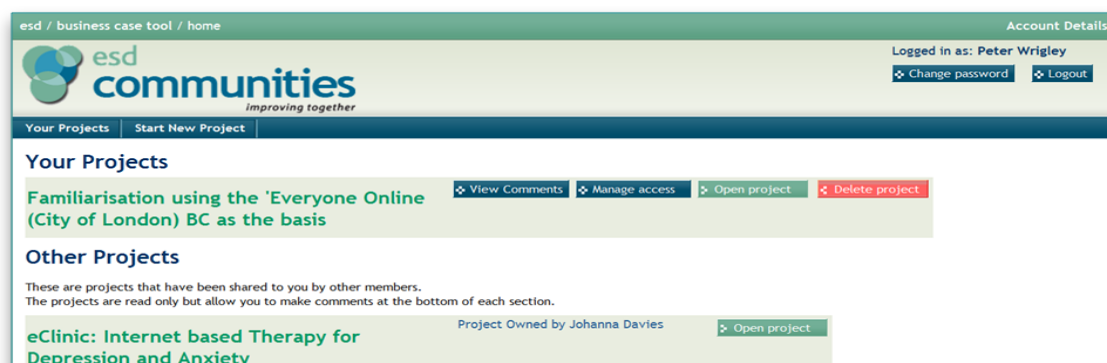 esd / business case tool / home
Account Details
esd
communities
improving together
Logged in as: Peter Wrigley
Change password
Logout
Your Projects
Start New Project
Your Projects
Familiarisation using the 'Everyone Online
(City of London) BC as the basis
View Comments
Manage access
Open project
Delete project
Other Projects
These are projects that have been shared to you by other members.
The projects are read only but allow you to make comments at the bottom of each section.
eClinic: Internet based Therapy for
Depression and Anxiety
Project Owned by Johanna Davies
Open project